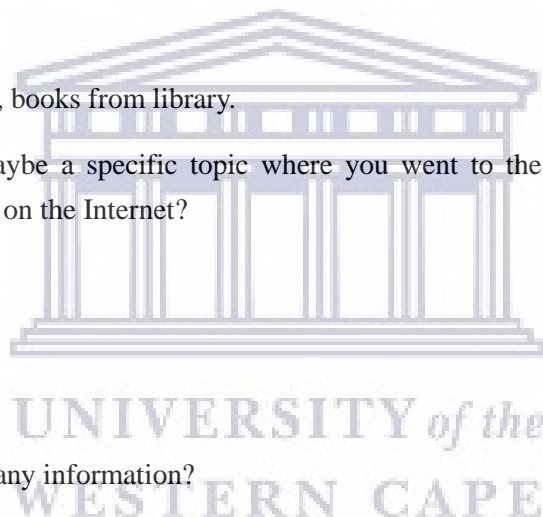 , books from library.
aybe a specific topic where you went to the
on the Internet?
UNIVERSITY of the
any information?
WESTERN CAPE